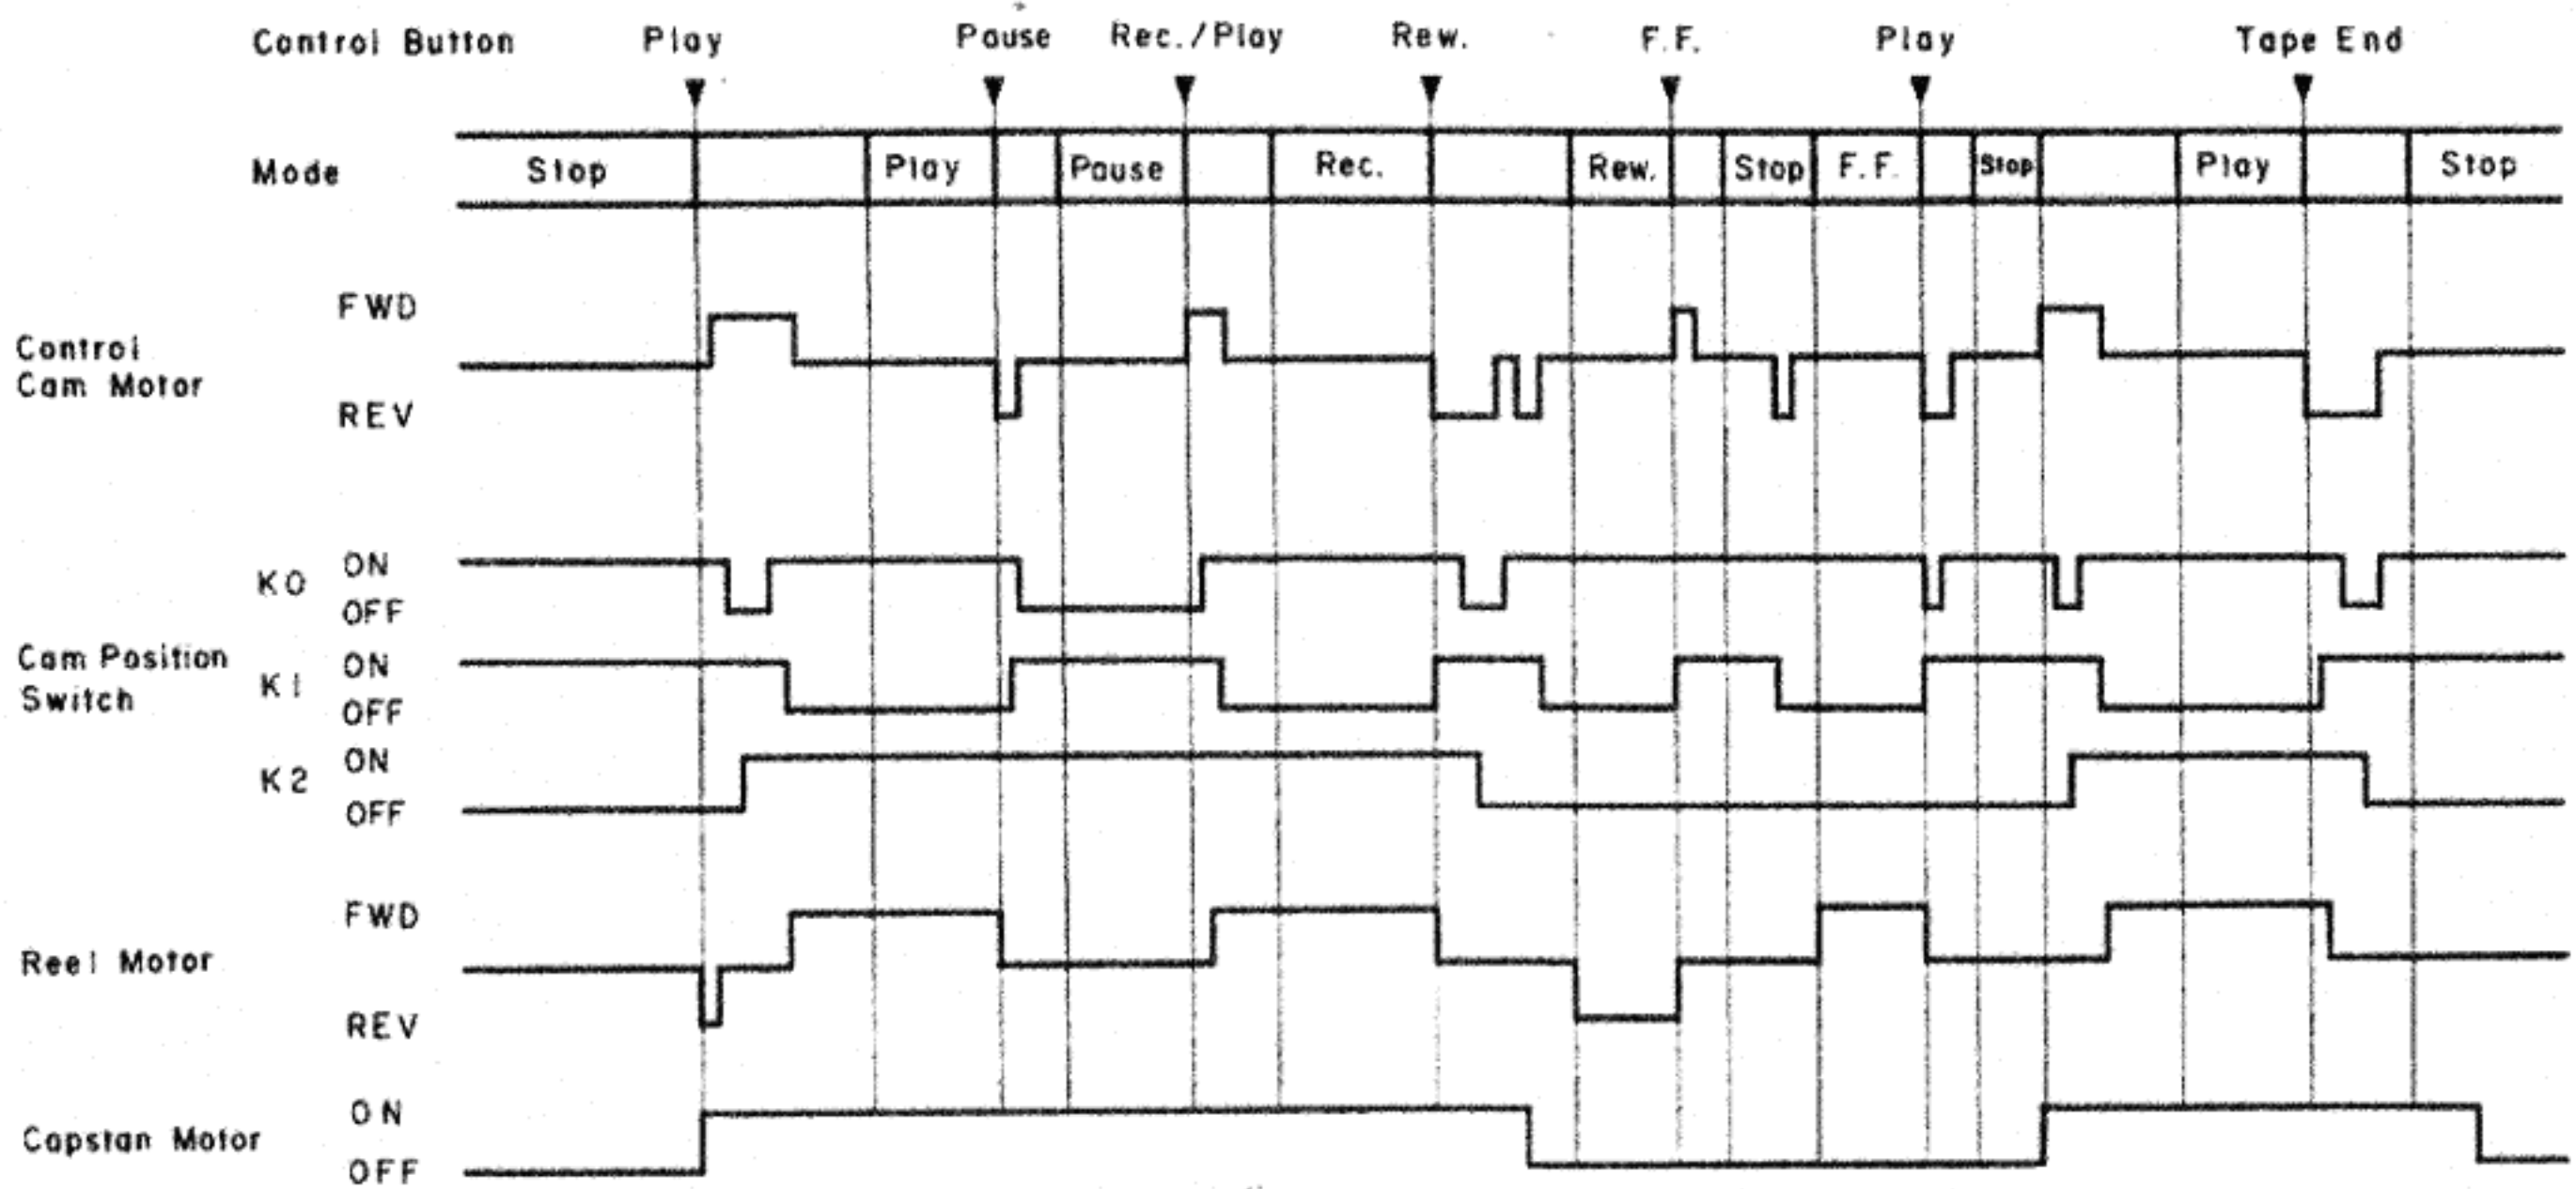 Control Button Play Pause Rec./Play Rew. F.F. Play Tape End
Mode Stop Play Pause Rec. Rew. Stop F.F. Stop Play Stop
FWD
Control
Cam Motor
REV
K0 ON
OFF
Cam Position
Switch
K1 ON
OFF
K2 ON
OFF
FWD
Reel Motor
REV
ON
Capstan Motor
OFF